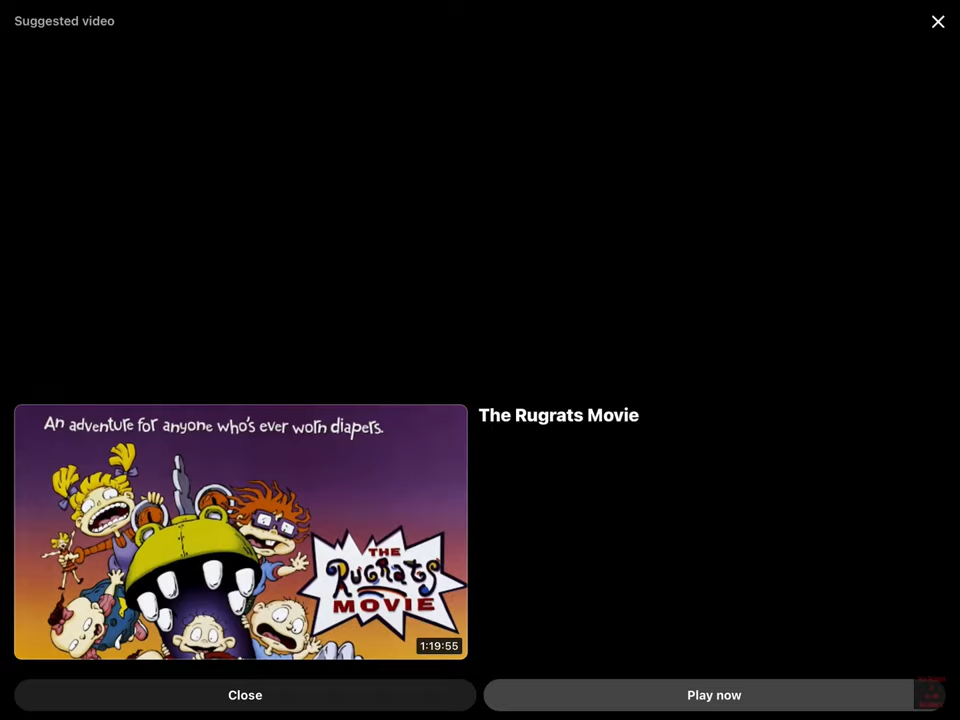 Suggested video
The Rugrats Movie
An adventure for anyone who's ever worn diapers.
THE
RugRats
MOVIE
1:19:55
Close
Play now